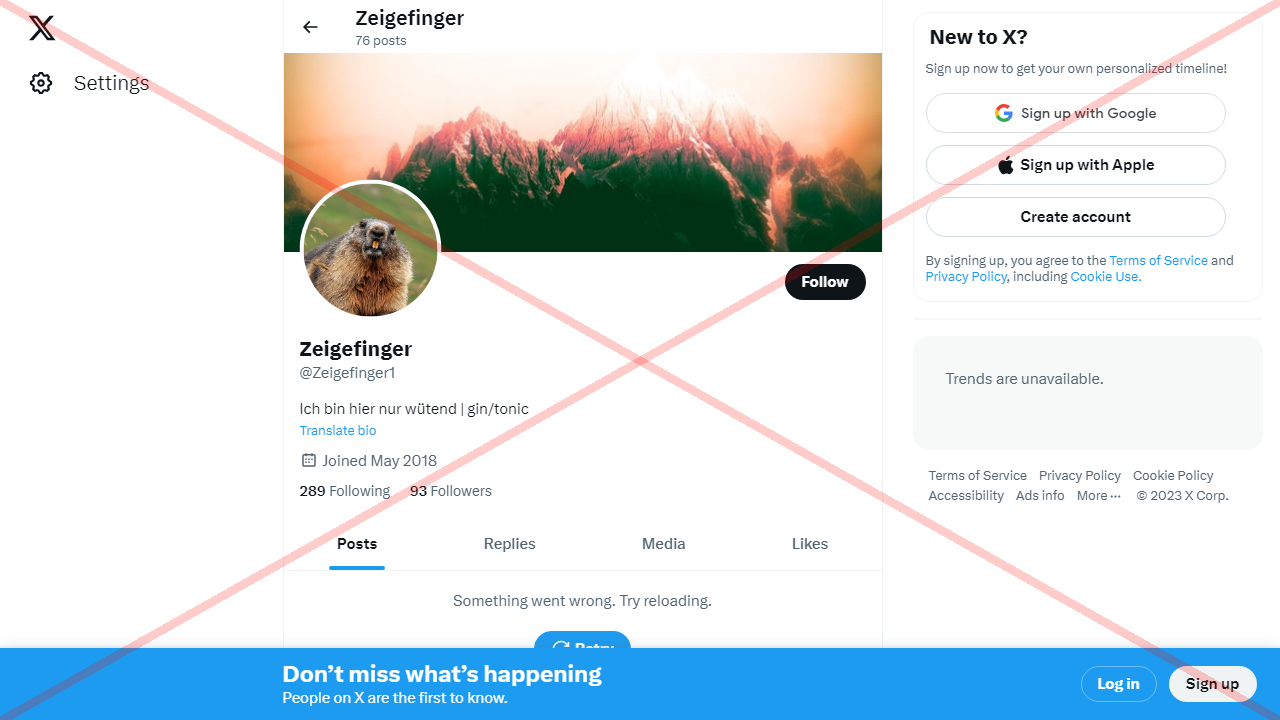 Settings
Zeigefinger
76 posts
Follow
Zeigefinger
@Zeigefinger1
Ich bin hier nur wütend | gin/tonic
Translate bio
Joined May 2018
289 Following 93 Followers
Posts Replies Media Likes
Something went wrong. Try reloading.
Retry
New to X?
Sign up now to get your own personalized timeline!
Sign up with Google
Sign up with Apple
Create account
By signing up, you agree to the Terms of Service and
Privacy Policy, including Cookie Use.
Trends are unavailable.
Terms of Service Privacy Policy Cookie Policy
Accessibility Ads info More ··· © 2023 X Corp.
Don’t miss what’s happening
People on X are the first to know.
Log in Sign up